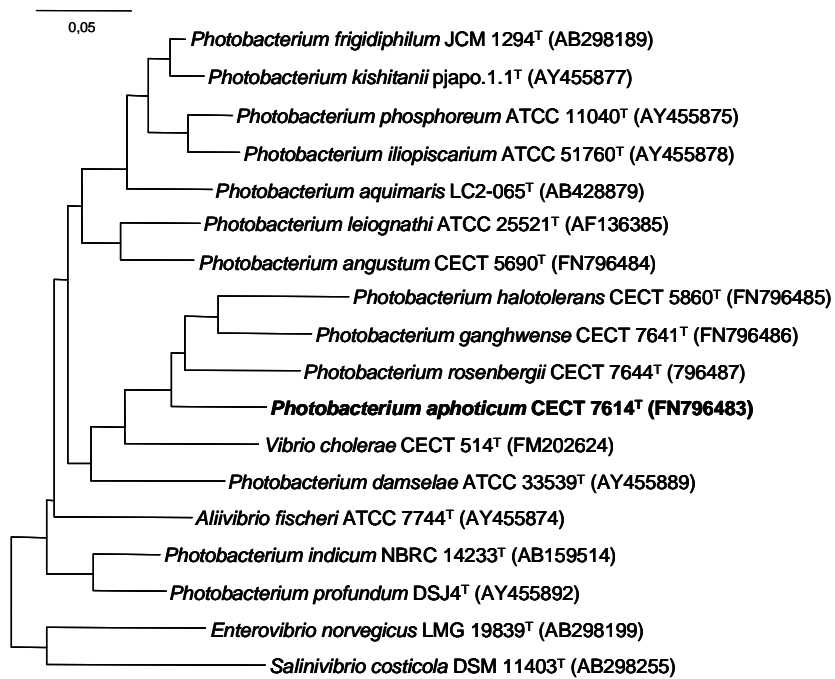 0,05
Photobacterium frigidiphilum JCM 1294ᵀ (AB298189)
Photobacterium kishitanii pjapo.1.1ᵀ (AY455877)
Photobacterium phosphoreum ATCC 11040ᵀ (AY455875)
Photobacterium iliopiscarium ATCC 51760ᵀ (AY455878)
Photobacterium aquimaris LC2-065ᵀ (AB428879)
Photobacterium leiognathi ATCC 25521ᵀ (AF136385)
Photobacterium angustum CECT 5690ᵀ (FN796484)
Photobacterium halotolerans CECT 5860ᵀ (FN796485)
Photobacterium ganghwense CECT 7641ᵀ (FN796486)
Photobacterium rosenbergii CECT 7644ᵀ (796487)
Photobacterium aphoticum CECT 7614ᵀ (FN796483)
Vibrio cholerae CECT 514ᵀ (FM202624)
Photobacterium damselae ATCC 33539ᵀ (AY455889)
Aliivibrio fischeri ATCC 7744ᵀ (AY455874)
Photobacterium indicum NBRC 14233ᵀ (AB159514)
Photobacterium profundum DSJ4ᵀ (AY455892)
Enterovibrio norvegicus LMG 19839ᵀ (AB298199)
Salinivibrio costicola DSM 11403ᵀ (AB298255)